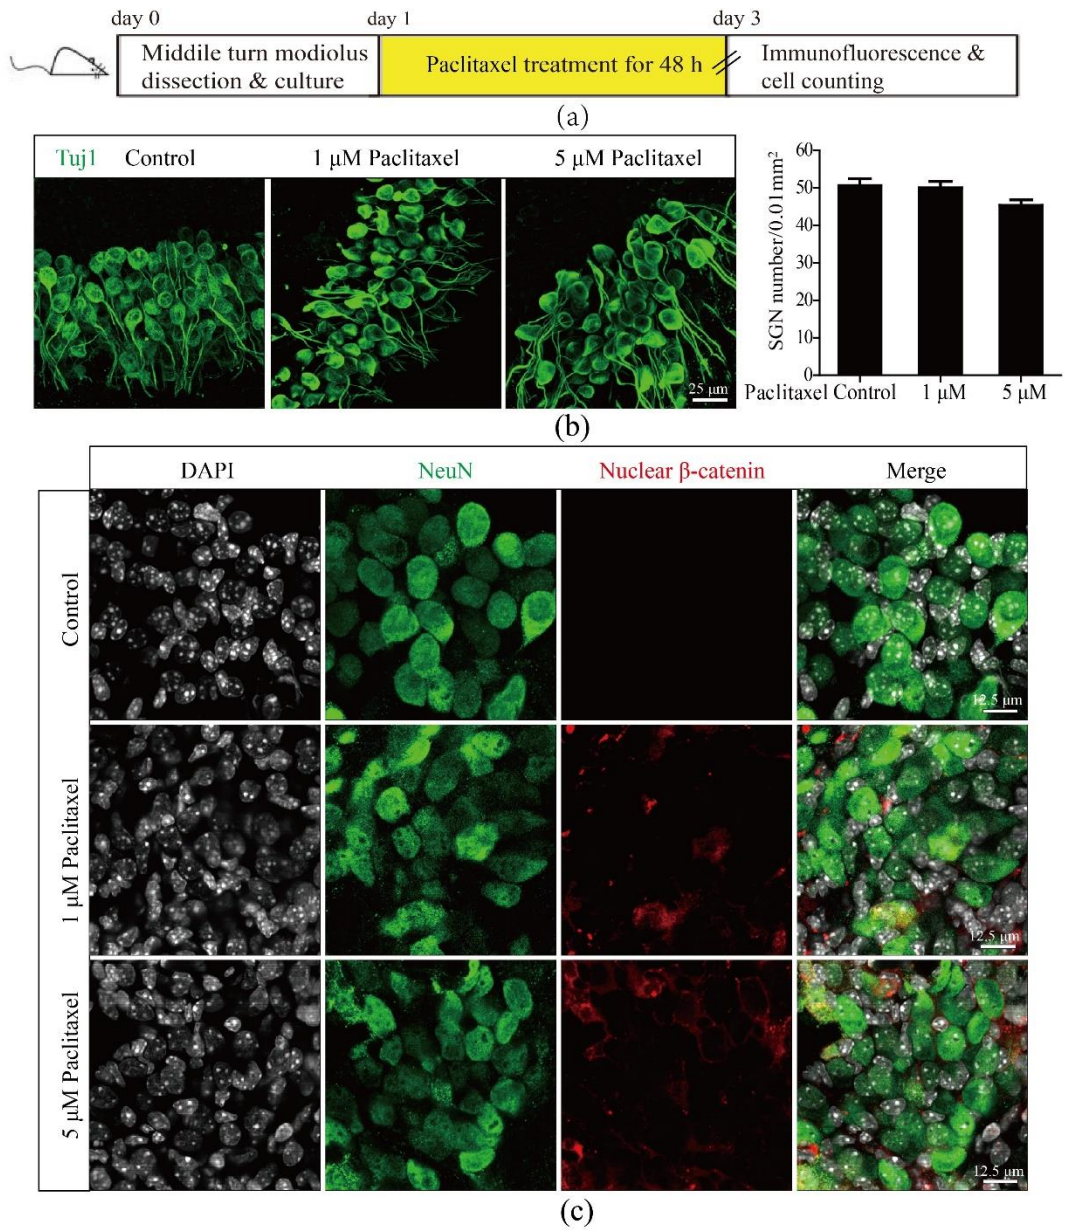 day 0
day 1
day 3
Middile turn modiolus
dissection & culture
Paclitaxel treatment for 48 h
Immunofluorescence &
cell counting
(a)
Tuj1 Control
1 μM Paclitaxel
5 μM Paclitaxel
25 μm
SGN number/0.01mm²
60
50
40
30
20
10
0
Paclitaxel Control 1 μM 5 μM
(b)
DAPI NeuN Nuclear β-catenin Merge
Control
12.5 μm
1 μM Paclitaxel
12.5 μm
5 μM Paclitaxel
12.5 μm
(c)